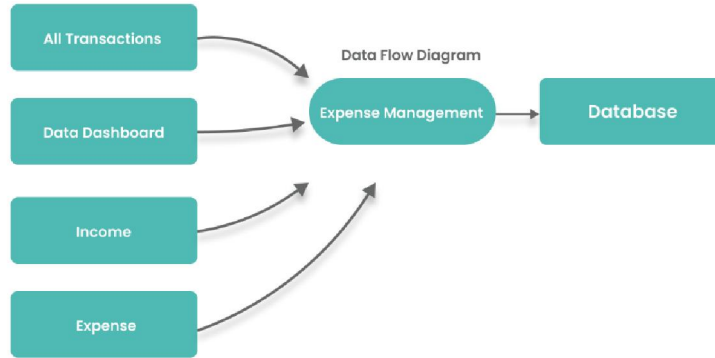 All Transactions
Data Flow Diagram
Data Dashboard
Expense Management
Database
Income
Expense